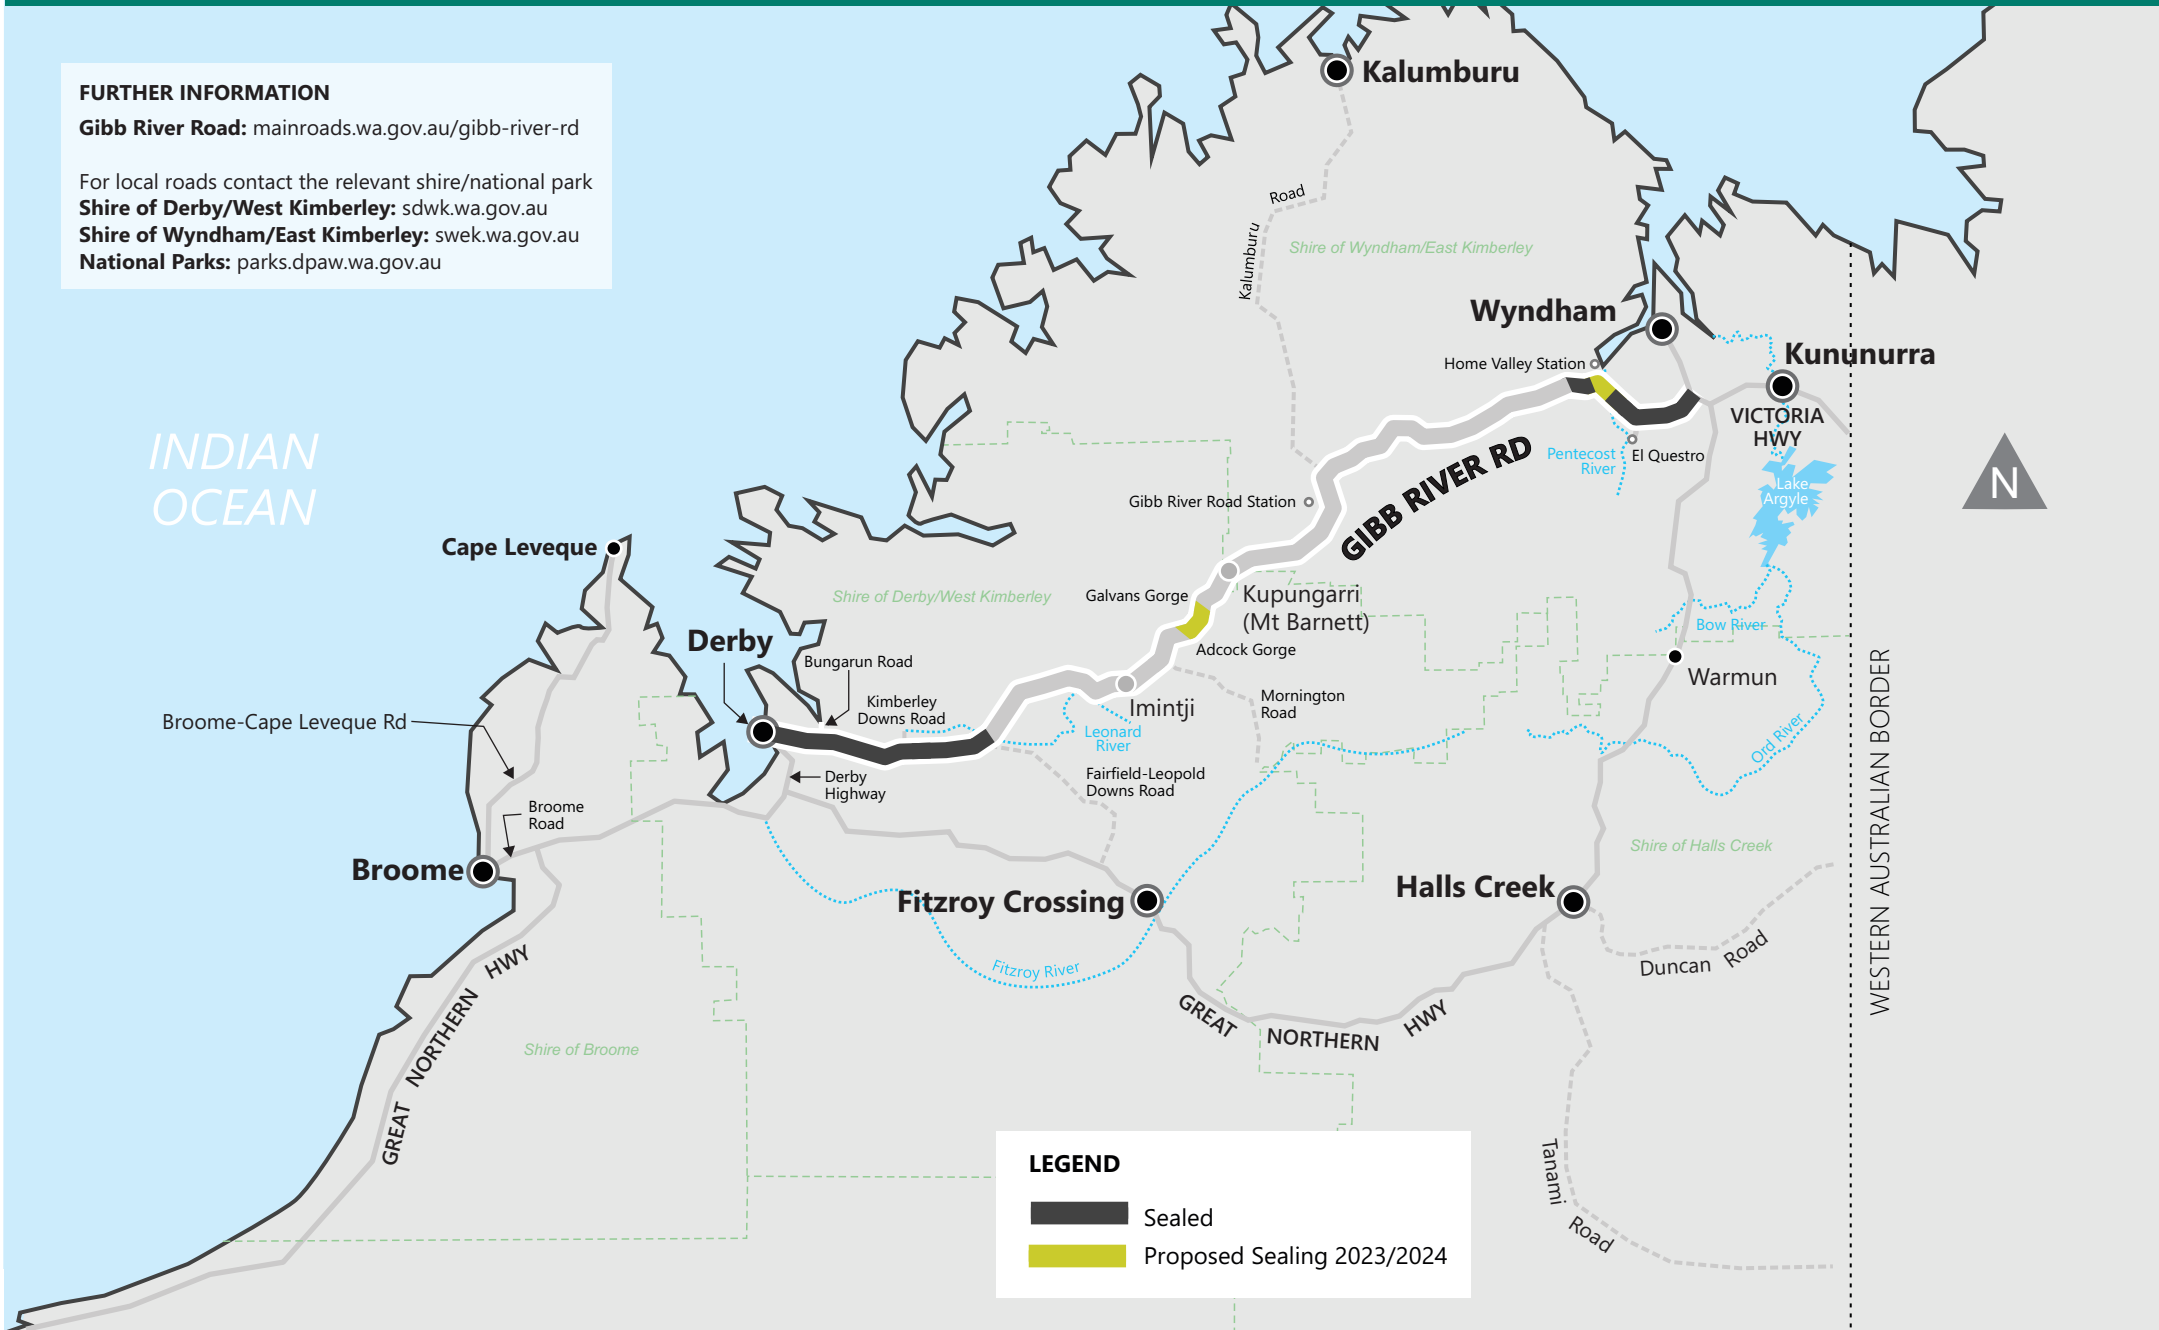 FURTHER INFORMATION
Gibb River Road: mainroads.wa.gov.au/gibb-river-rd
For local roads contact the relevant shire/national park
Shire of Derby/West Kimberley: sdwk.wa.gov.au
Shire of Wyndham/East Kimberley: swek.wa.gov.au
National Parks: parks.dpaw.wa.gov.au
Kalumburu
Kalumburu Road
Shire of Wyndham/East Kimberley
Wyndham
Home Valley Station
Kununurra
VICTORIA
HWY
INDIAN
OCEAN
GIBB RIVER RD
Pentecost
River
El Questro
Lake
Argyle
N
Gibb River Road Station
Cape Leveque
Shire of Derby/West Kimberley
Galvans Gorge
Kupungarri
(Mt Barnett)
Adcock Gorge
Bow River
Derby
Bungarun Road
Kimberley
Downs Road
Imintji
Mornington
Road
Warmun
Broome-Cape Leveque Rd
Leonard
River
Ord River
Derby
Highway
Fairfield-Leopold
Downs Road
Broome
Road
WESTERN AUSTRALIAN BORDER
Shire of Halls Creek
Broome
Fitzroy Crossing
Halls Creek
Duncan Road
Fitzroy River
GREAT NORTHERN HWY
GREAT NORTHERN HWY
Shire of Broome
Tanami Road
LEGEND
Sealed
Proposed Sealing 2023/2024